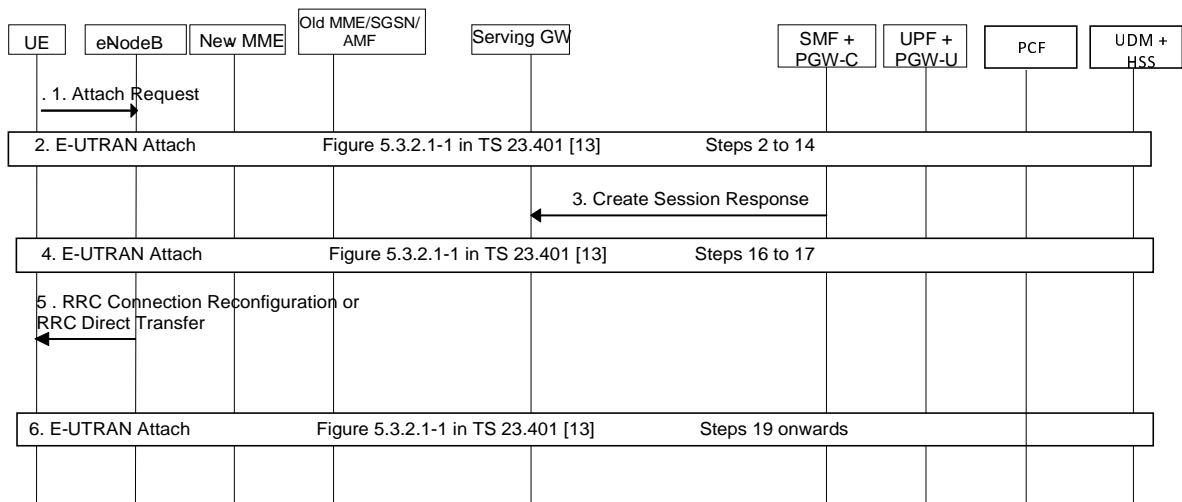 UE
eNodeB
New MME
Old MME/SGSN/
AMF
Serving GW
SMF +
PGW-C
UPF +
PGW-U
PCF
UDM +
HSS
. 1. Attach Request
2. E-UTRAN Attach Figure 5.3.2.1-1 in TS 23.401 [13] Steps 2 to 14
3. Create Session Response
4. E-UTRAN Attach Figure 5.3.2.1-1 in TS 23.401 [13] Steps 16 to 17
5 . RRC Connection Reconfiguration or
RRC Direct Transfer
6. E-UTRAN Attach Figure 5.3.2.1-1 in TS 23.401 [13] Steps 19 onwards